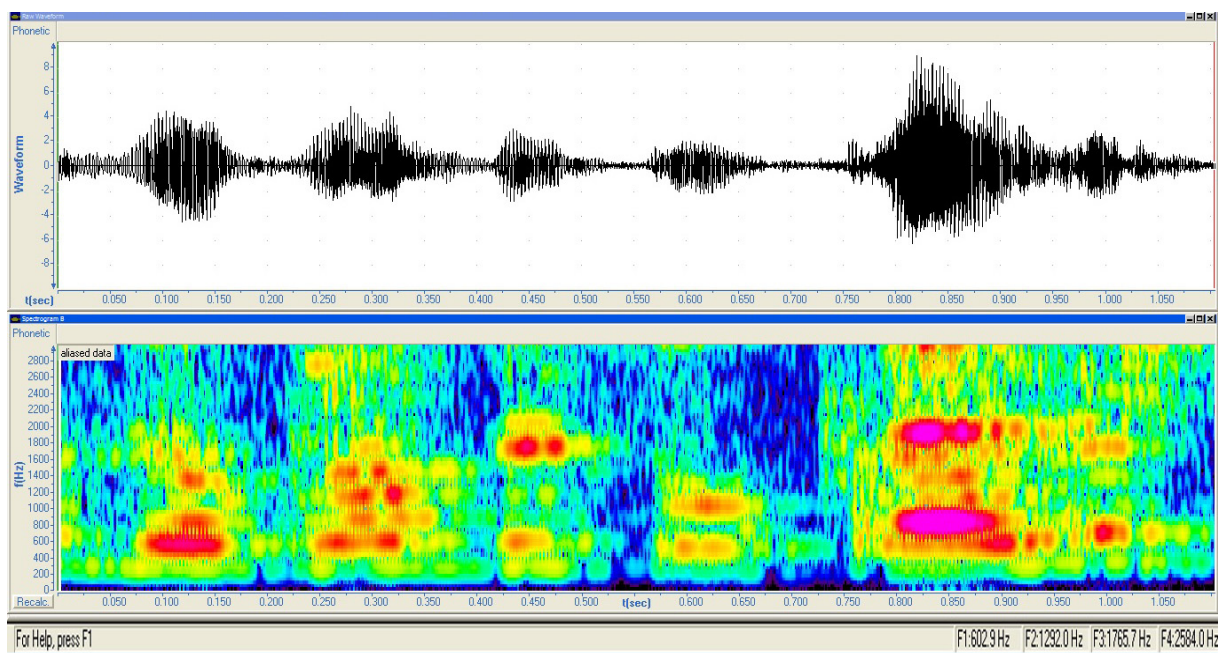 Raw Waveform
Phonetic
8
6
4
2
0
-2
-4
-6
-8
Waveform
t(sec)
0.050 0.100 0.150 0.200 0.250 0.300 0.350 0.400 0.450 0.500 0.550 0.600 0.650 0.700 0.750 0.800 0.850 0.900 0.950 1.000 1.050
Spectrogram B
Phonetic
aliased data
2800
2600
2400
2200
2000
1800
1600
1400
1200
1000
800
600
400
200
0
f(Hz)
Recalc.
0.050 0.100 0.150 0.200 0.250 0.300 0.350 0.400 0.450 0.500 t(sec) 0.600 0.650 0.700 0.750 0.800 0.850 0.900 0.950 1.000 1.050
For Help, press F1
F1:602.9 Hz F2:1292.0 Hz F3:1765.7 Hz F4:2584.0 Hz